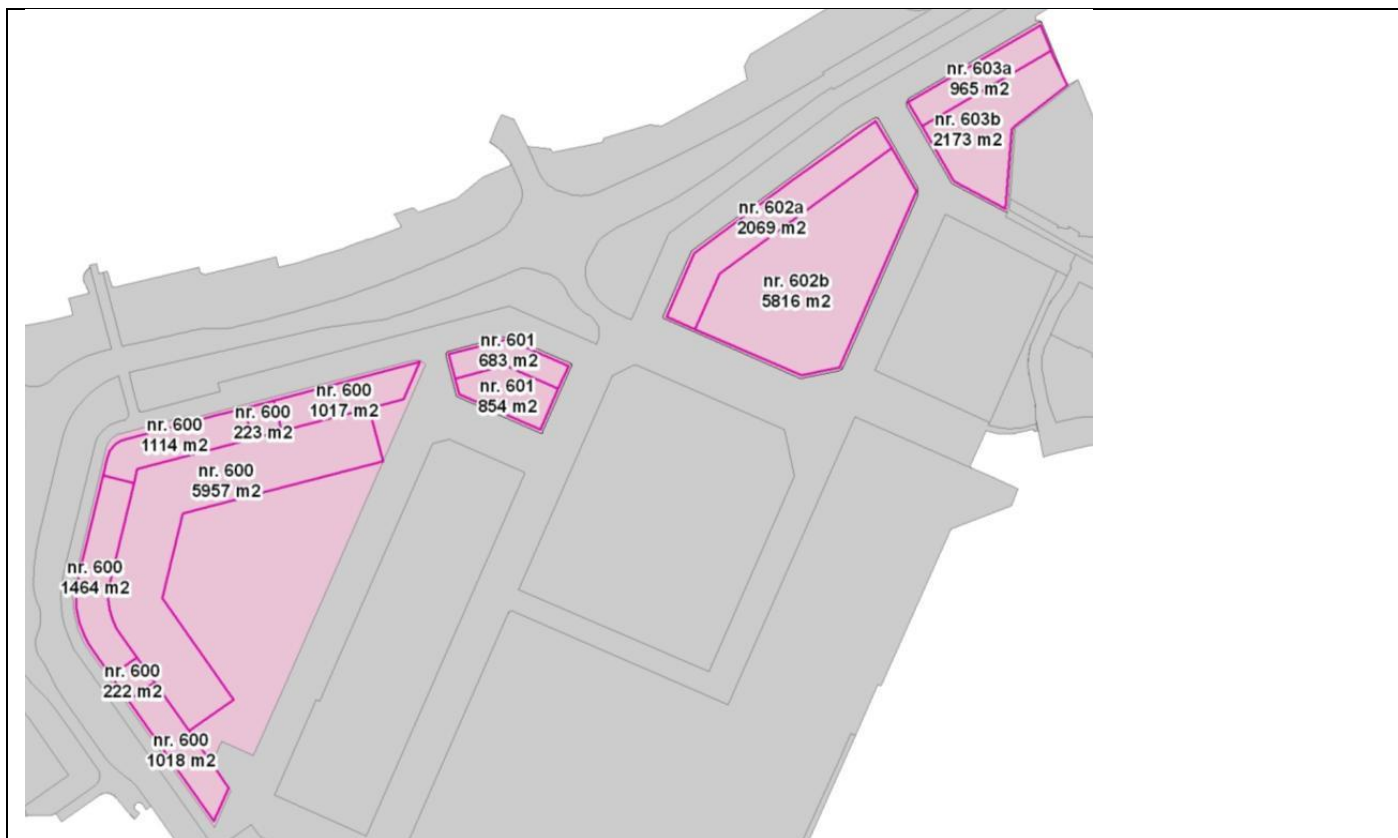 nr. 603a
965 m2
nr. 603b
2173 m2
nr. 602a
2069 m2
nr. 602b
5816 m2
nr. 601
683 m2
nr. 601
854 m2
nr. 600
1017 m2
nr. 600
223 m2
nr. 600
1114 m2
nr. 600
5957 m2
nr. 600
1464 m2
nr. 600
222 m2
nr. 600
1018 m2